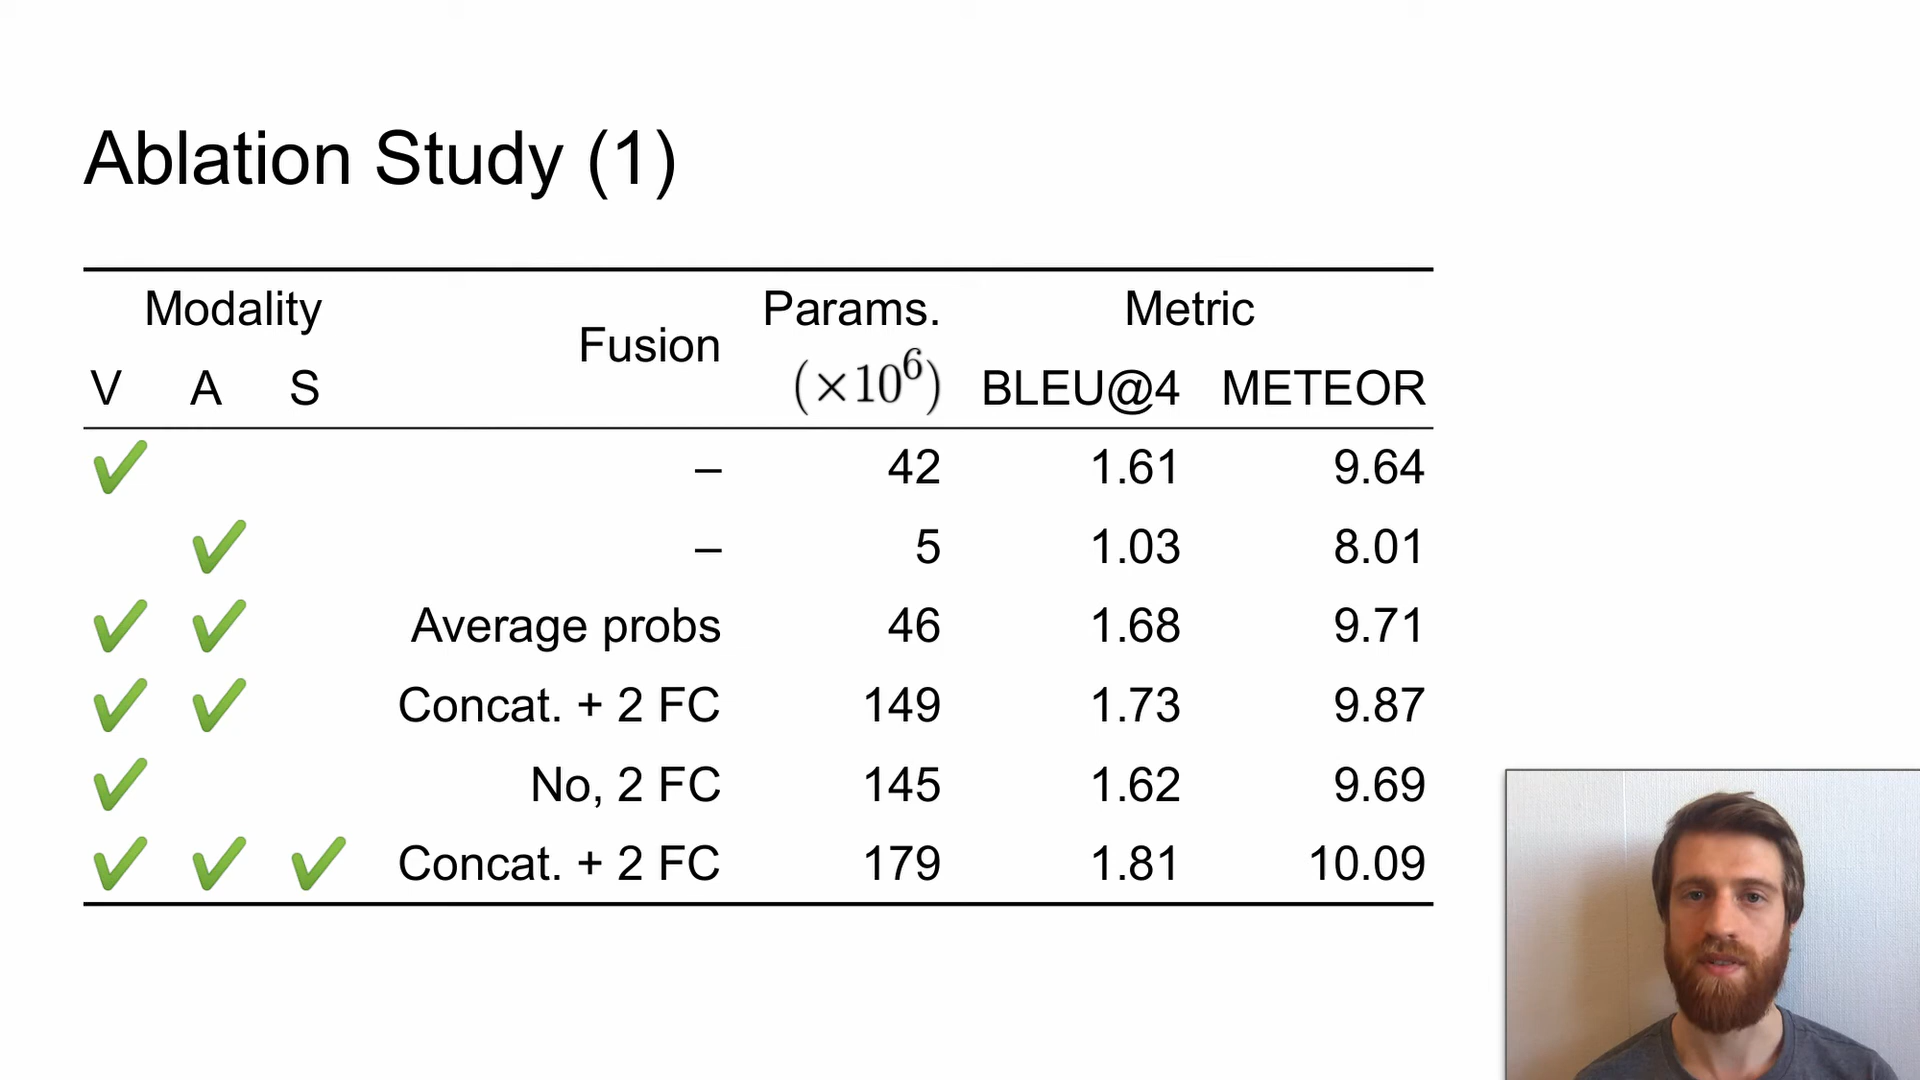 Ablation Study (1)
Modality Fusion Params. Metric
V A S (×10⁶) BLEU@4 METEOR
✔ – 42 1.61 9.64
✔ – 5 1.03 8.01
✔ ✔ Average probs 46 1.68 9.71
✔ ✔ Concat. + 2 FC 149 1.73 9.87
✔ No, 2 FC 145 1.62 9.69
✔ ✔ ✔ Concat. + 2 FC 179 1.81 10.09